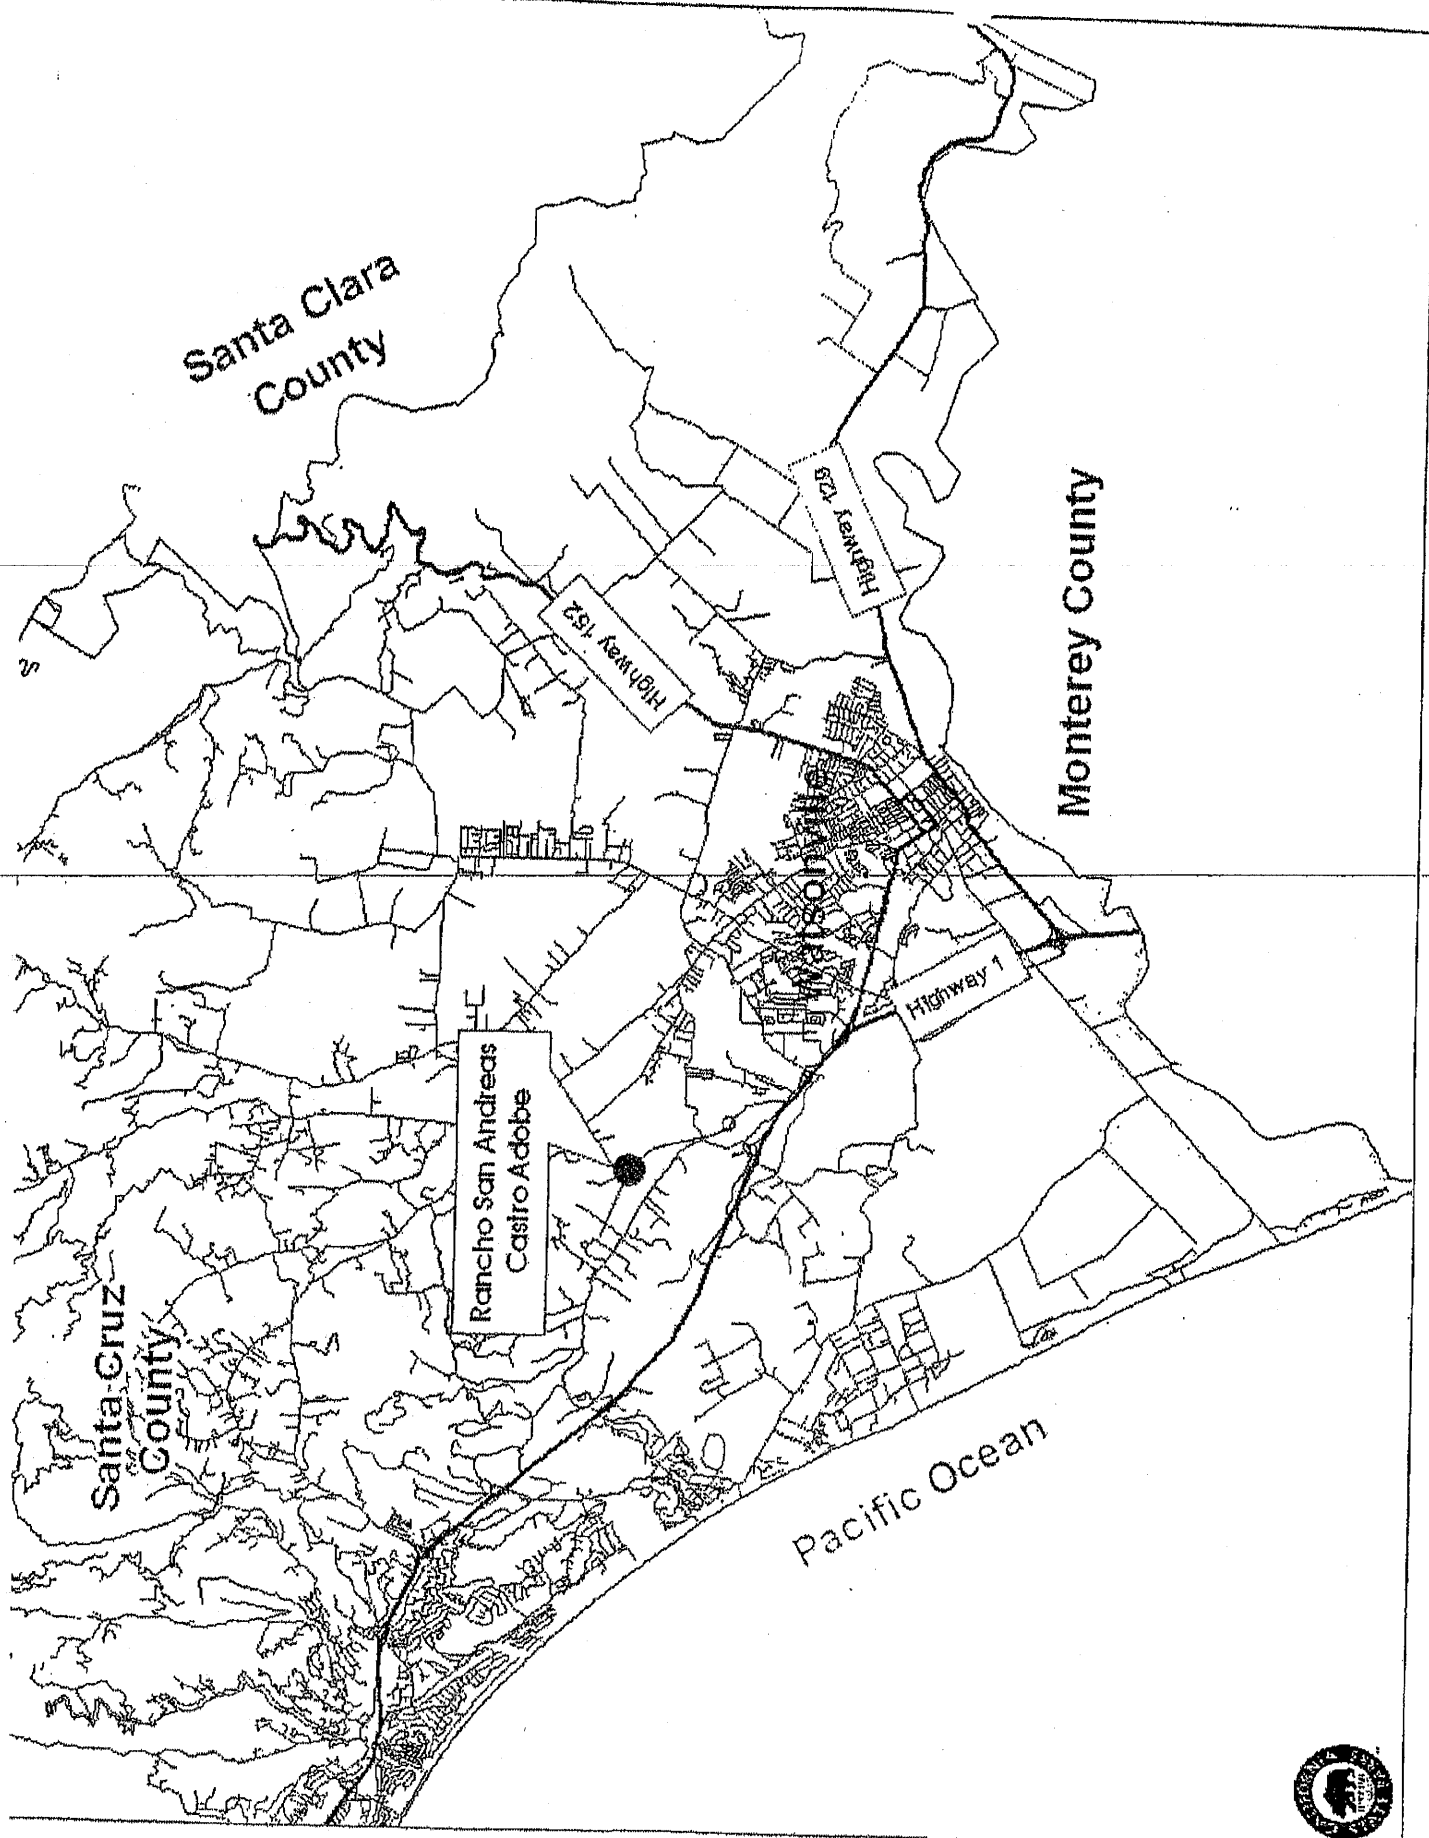 Santa Cruz
County
Santa Clara
County
Rancho San Andreas
Castro Adobe
Highway 152
Highway 129
Watsonville
Highway 1
Monterey County
Pacific Ocean